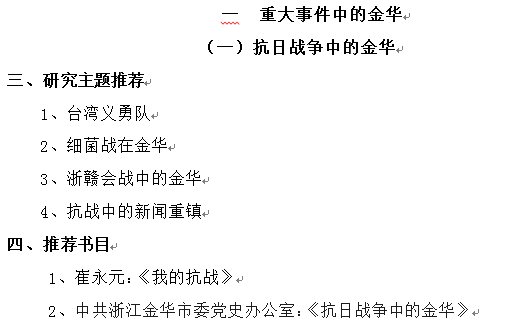 一  重大事件中的金华
（一）抗日战争中的金华
三、研究主题推荐
1、台湾义勇队
2、细菌战在金华
3、浙赣会战中的金华
4、抗战中的新闻重镇
四、推荐书目
1、崔永元：《我的抗战》
2、中共浙江金华市委党史办公室：《抗日战争中的金华》